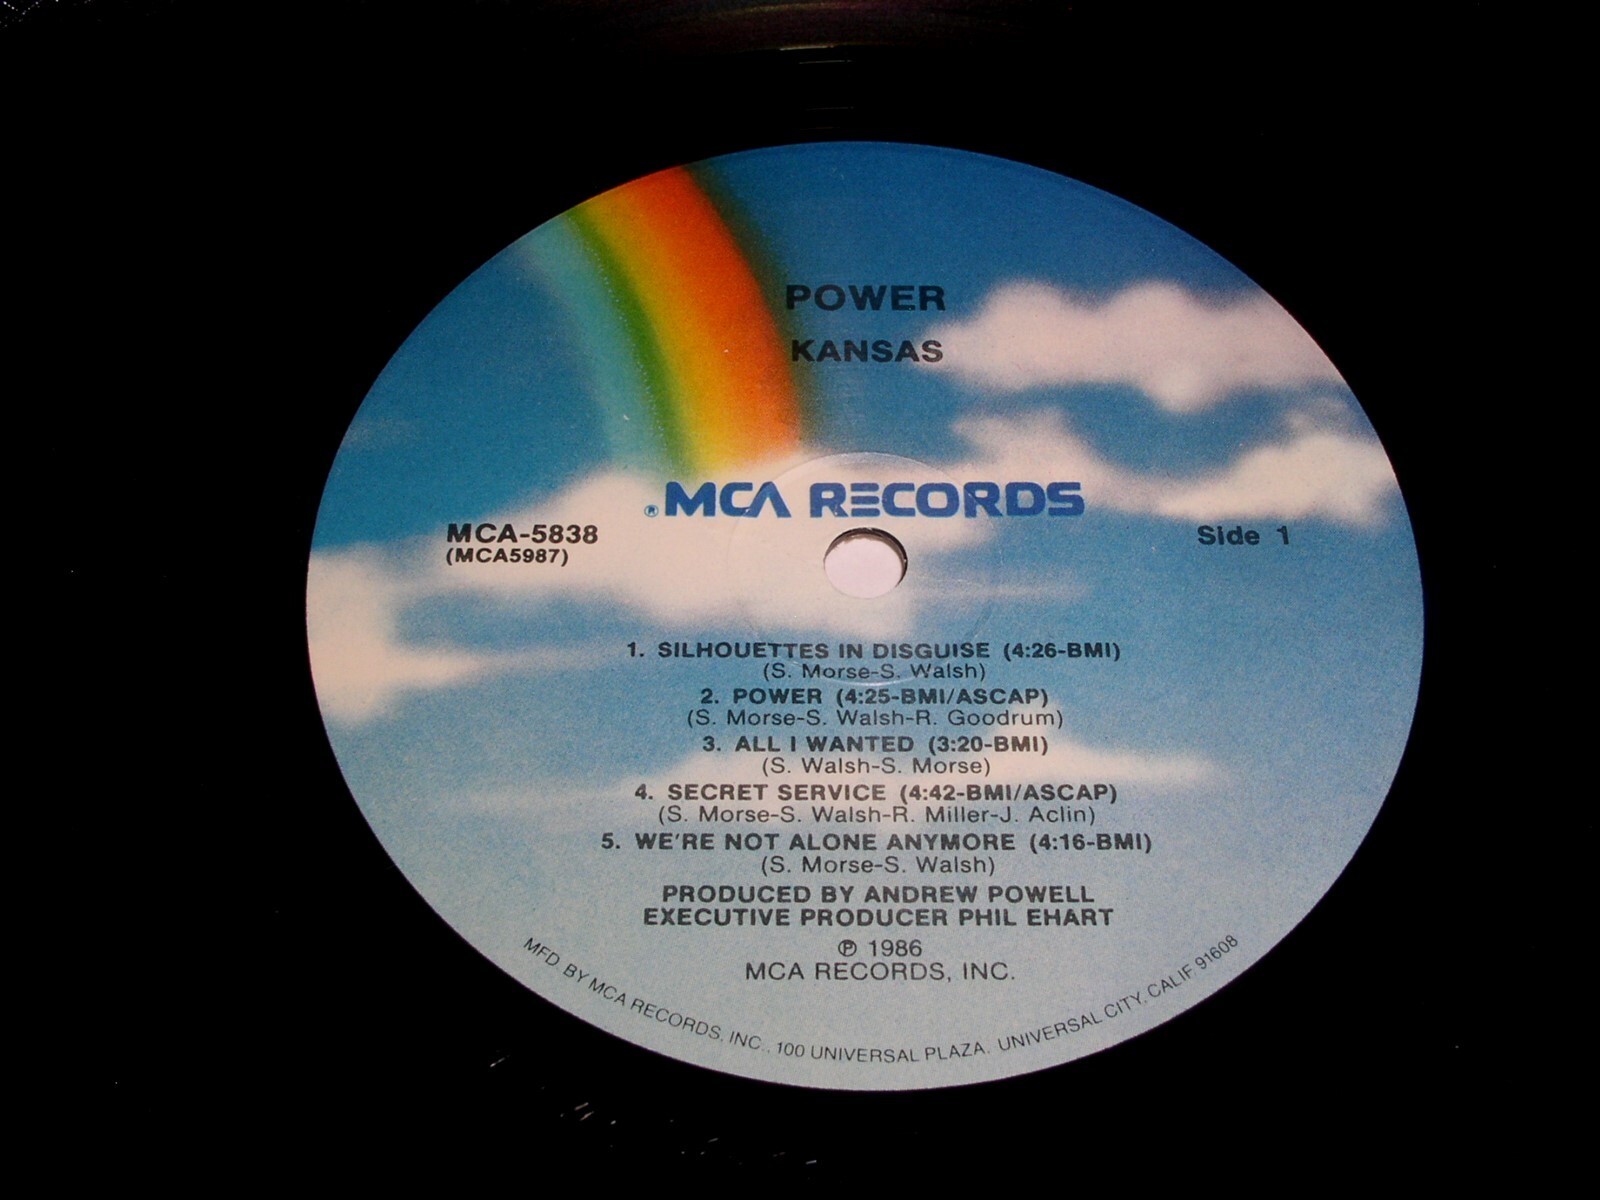 POWER
KANSAS
®MCA RECORDS
MCA-5838
(MCA5987)
Side 1
1. SILHOUETTES IN DISGUISE (4:26-BMI)
(S. Morse-S. Walsh)
2. POWER (4:25-BMI/ASCAP)
(S. Morse-S. Walsh-R. Goodrum)
3. ALL I WANTED (3:20-BMI)
(S. Walsh-S. Morse)
4. SECRET SERVICE (4:42-BMI/ASCAP)
(S. Morse-S. Walsh-R. Miller-J. Aclin)
5. WE'RE NOT ALONE ANYMORE (4:16-BMI)
(S. Morse-S. Walsh)
PRODUCED BY ANDREW POWELL
EXECUTIVE PRODUCER PHIL EHART
℗ 1986
MCA RECORDS, INC.
MFD. BY MCA RECORDS, INC., 100 UNIVERSAL PLAZA, UNIVERSAL CITY, CALIF. 91608